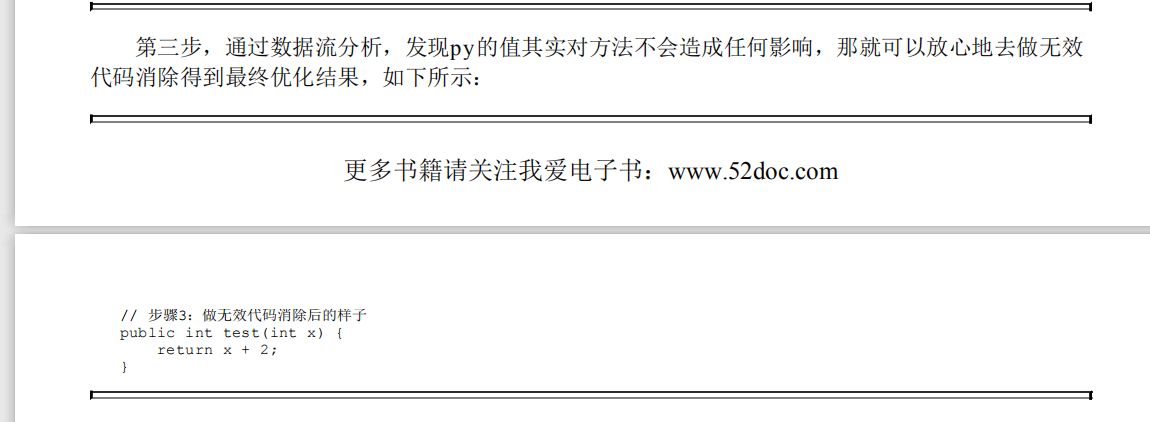 第三步，通过数据流分析，发现py的值其实对方法不会造成任何影响，那就可以放心地去做无效
代码消除得到最终优化结果，如下所示：
更多书籍请关注我爱电子书：www.52doc.com
// 步骤3：做无效代码消除后的样子
public int test(int x) {
    return x + 2;
}